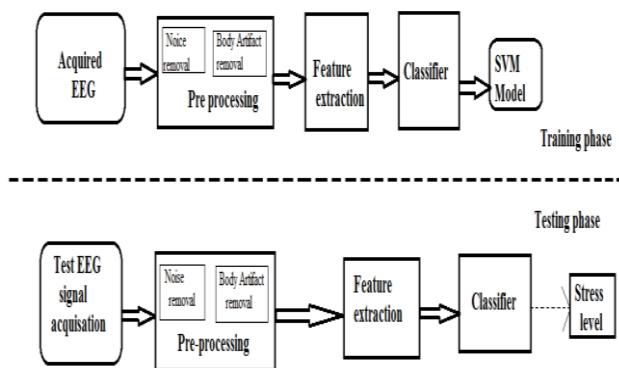 Acquired
EEG
Noice
removal
Body Artifact
removal
Pre processing
Feature
extraction
Classifier
SVM
Model
Training phase
Testing phase
Test EEG
signal
acquisation
Noise
removal
Body Artifact
removal
Pre-processing
Feature
extraction
Classifier
Stress
level